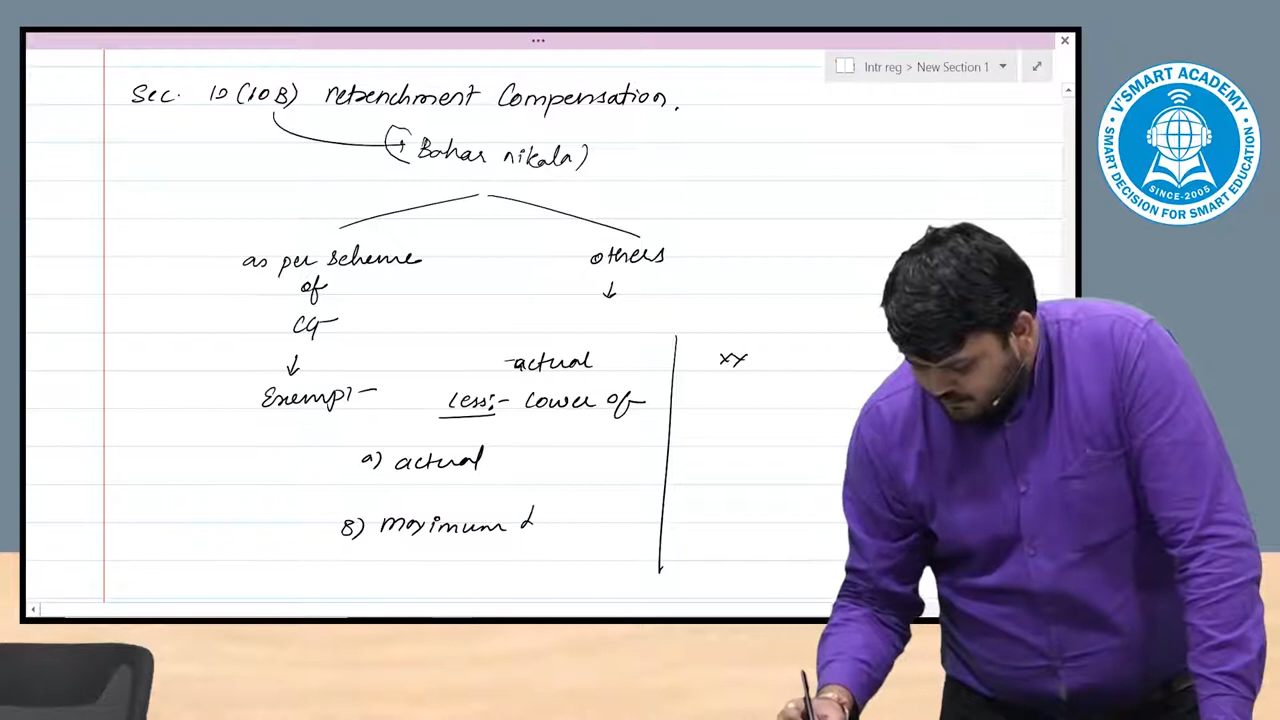 Intr reg > New Section 1
Sec. 10(10B) retrenchment Compensation.
(Bahar nikala)
as per scheme
of
CG
↓
Exempt
others
↓
actual
xx
Less:- Lower of
a) actual
B) Maximum
V'SMART ACADEMY
SINCE-2005
SMART DECISION FOR SMART EDUCATION